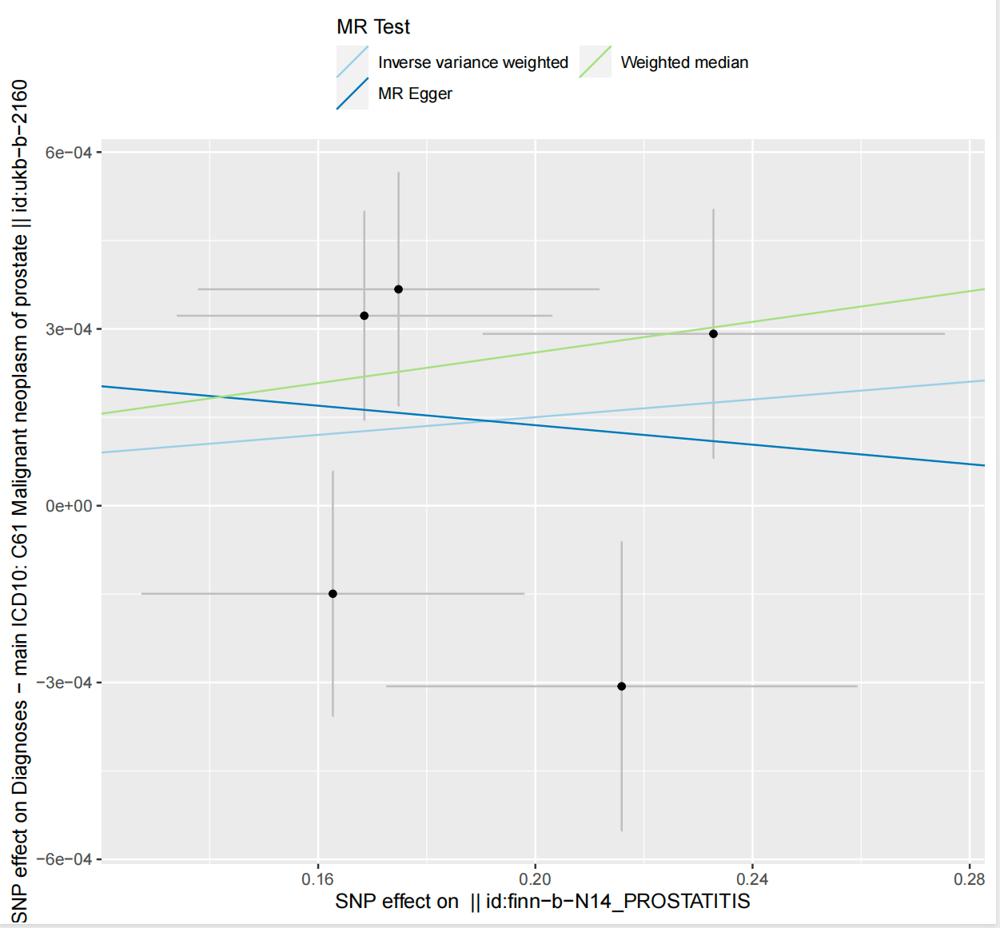 MR Test
Inverse variance weighted
Weighted median
MR Egger
SNP effect on Diagnoses − main ICD10: C61 Malignant neoplasm of prostate || id:ukb−b−2160
6e−04
3e−04
0e+00
−3e−04
−6e−04
0.16
0.20
0.24
0.28
SNP effect on || id:finn−b−N14_PROSTATITIS